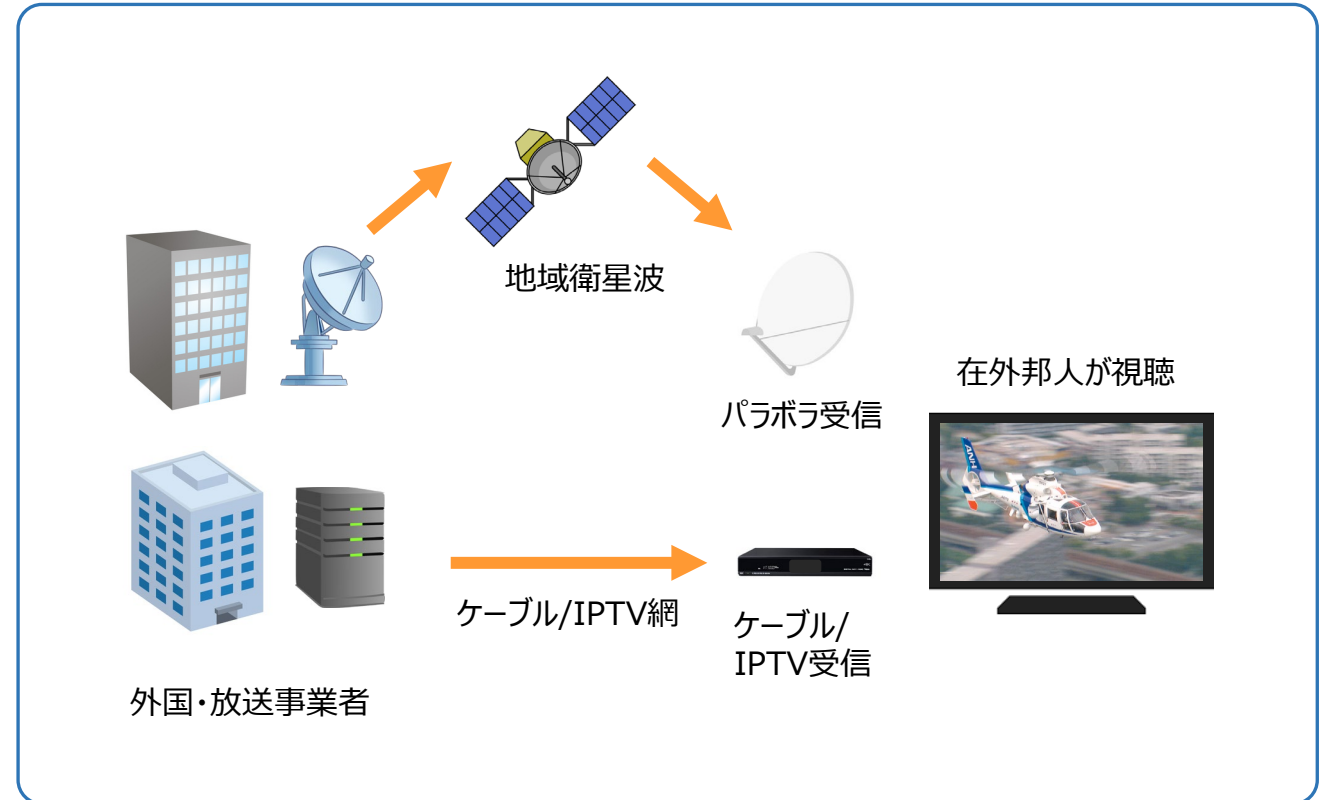 地域衛星波
パラボラ受信
在外邦人が視聴
ケーブル/IPTV網
ケーブル/
IPTV受信
外国・放送事業者